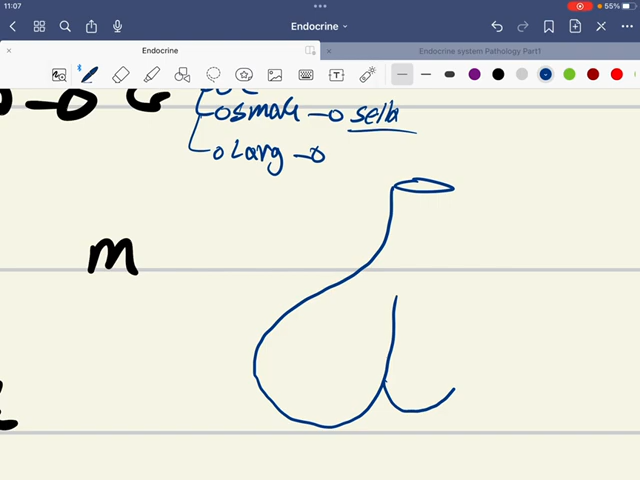 11:07
55%
Endocrine
Endocrine
Endocrine system Pathology Part1
small sella
Larg
m